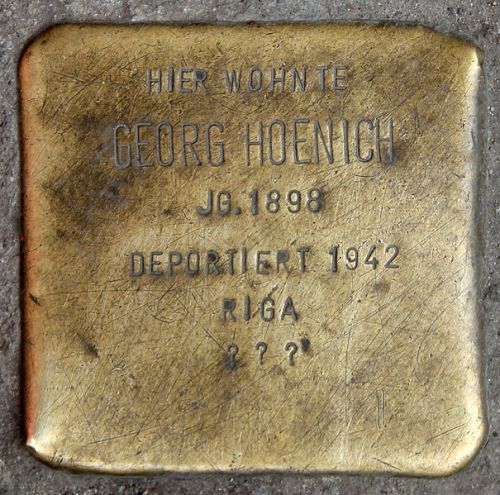 HIER WOHNTE
GEORG HOENICH
JG.1898
DEPORTIERT 1942
RIGA
? ? ?